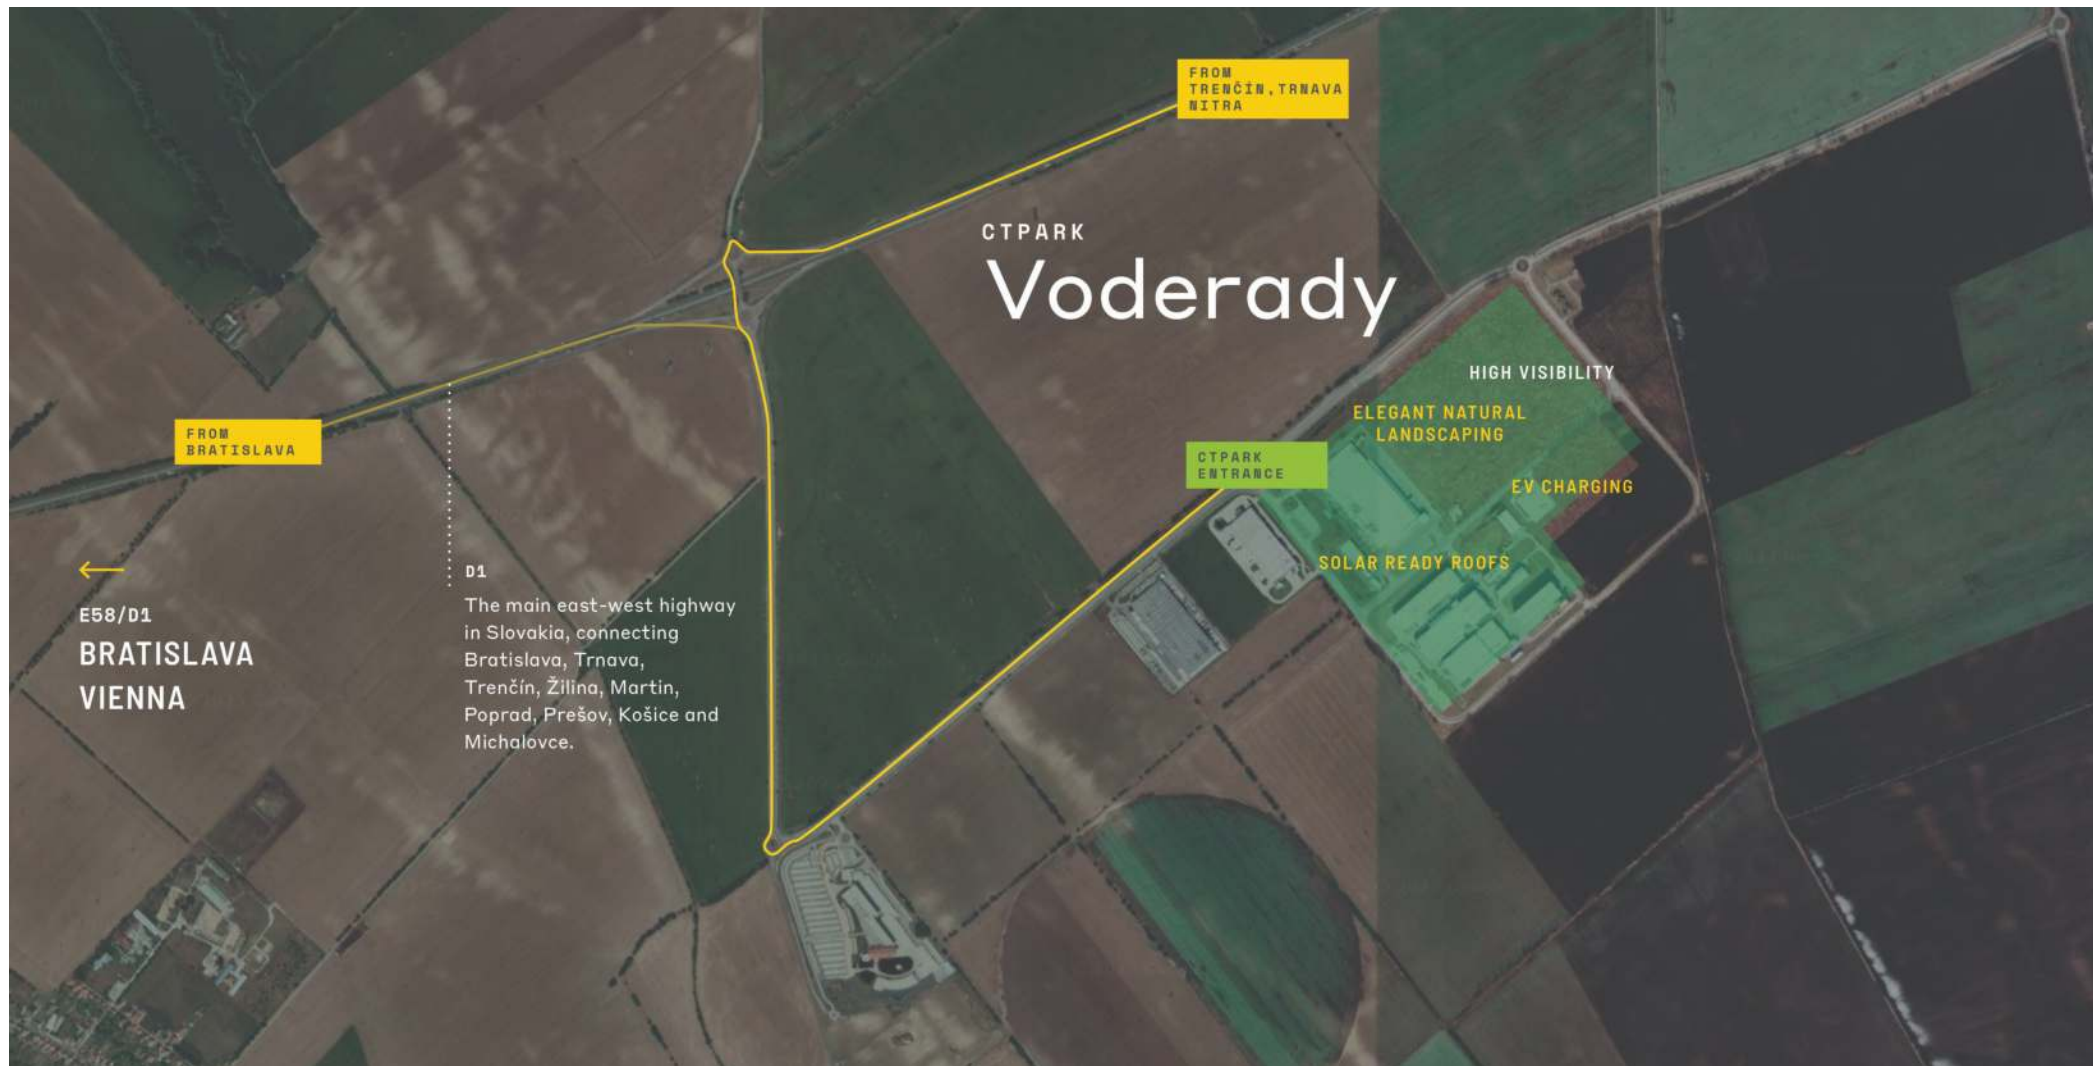 FROM
TRENČÍN, TRNAVA
NITRA
CTPARK
Voderady
HIGH VISIBILITY
ELEGANT NATURAL
LANDSCAPING
FROM
BRATISLAVA
CTPARK
ENTRANCE
EV CHARGING
SOLAR READY ROOFS
E58/D1
BRATISLAVA
VIENNA
D1
The main east-west highway
in Slovakia, connecting
Bratislava, Trnava,
Trenčín, Žilina, Martin,
Poprad, Prešov, Košice and
Michalovce.